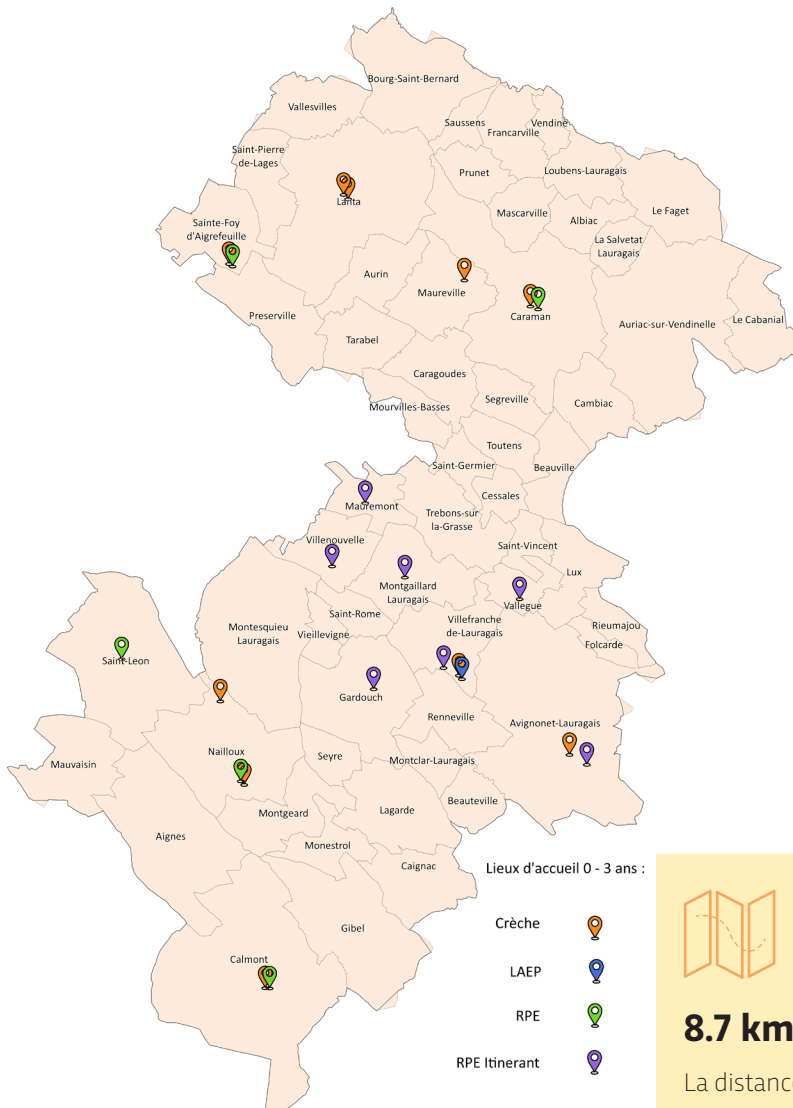 Bourg-Saint-Bernard
Vallesvilles
Saussens
Vendine
Francarville
Saint-Pierre
de-Lages
Prunet
Loubens-Lauragais
Lanta
Mascarville
Albiac
Le Faget
Sainte-Foy
d'Aigrefeuille
La Salvetat
Lauragais
Aurin
Maureville
Preserville
Caraman
Auriac-sur-Vendinelle
Le Cabanial
Tarabel
Caragoudes
Mourvilles-Basses
Segreville
Cambiac
Toutens
Saint-Germier
Beauville
Cessales
Mauremont
Trebons-sur
la-Grasse
Villenouvelle
Saint-Vincent
Lux
Montgaillard
Lauragais
Vallegue
Saint-Rome
Montesquieu
Lauragais
Vieillevigne
Villefranche
de-Lauragais
Rieumajou
Folcarde
Saint-Leon
Gardouch
Renneville
Avignonet-Lauragais
Nailloux
Seyre
Montclar-Lauragais
Mauvaisin
Beauteville
Montgeard
Lagarde
Aignes
Monestrol
Caignac
Gibel
Calmont
Lieux d'accueil 0 - 3 ans :
Crèche
LAEP
RPE
RPE Itinerant
8.7 km
La distance